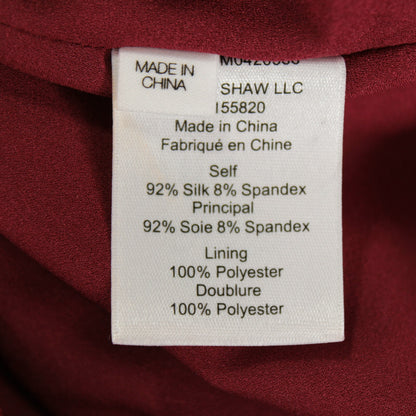 MADE IN
CHINA
SHAW LLC
155820
Made in China
Fabriqué en Chine
Self
92% Silk 8% Spandex
Principal
92% Soie 8% Spandex
Lining
100% Polyester
Doublure
100% Polyester